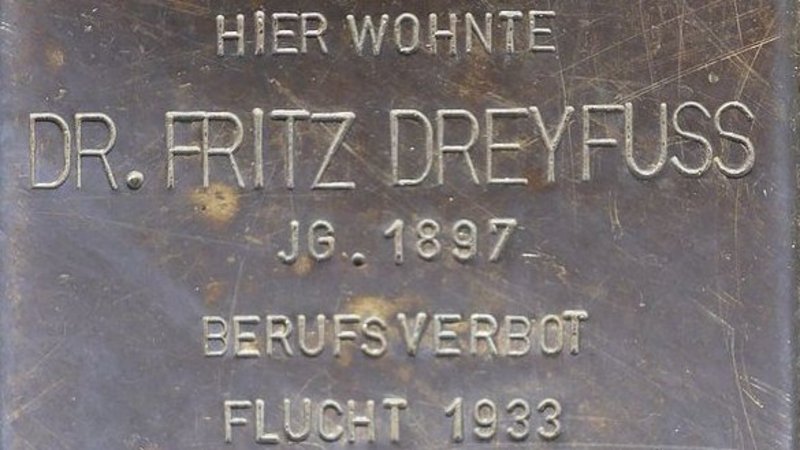 HIER WOHNTE
DR. FRITZ DREYFUSS
JG. 1897
BERUFSVERBOT
FLUCHT 1933